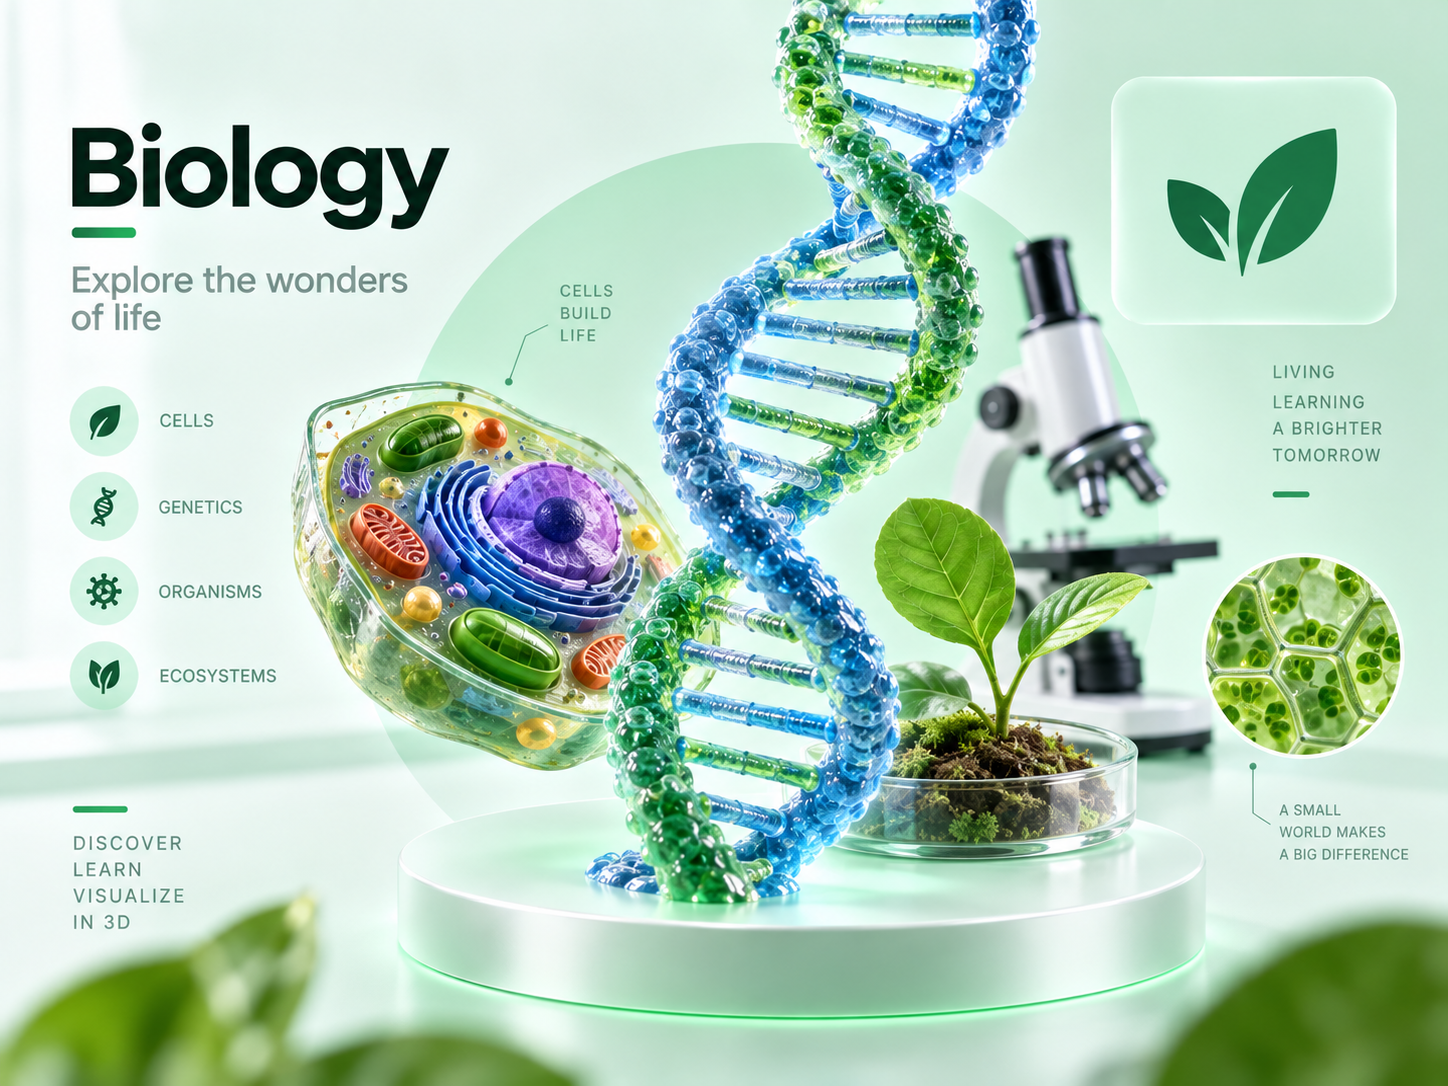 Biology
Explore the wonders
of life
CELLS
GENETICS
ORGANISMS
ECOSYSTEMS
DISCOVER
LEARN
VISUALIZE
IN 3D
CELLS
BUILD
LIFE
LIVING
LEARNING
A BRIGHTER
TOMORROW
A SMALL
WORLD MAKES
A BIG DIFFERENCE